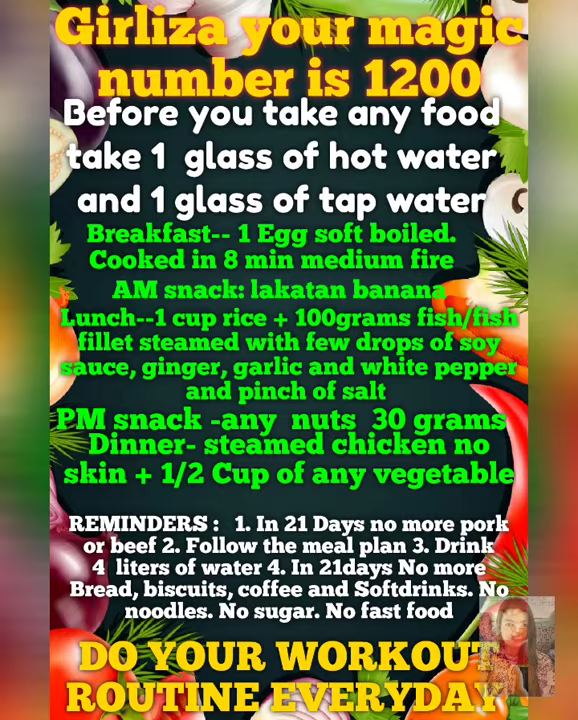 Girliza your magic
number is 1200
Before you take any food
take 1 glass of hot water
and 1 glass of tap water
Breakfast-- 1 Egg soft boiled.
Cooked in 8 min medium fire
AM snack: lakatan banana
Lunch--1 cup rice + 100grams fish/fish
fillet steamed with few drops of soy
sauce, ginger, garlic and white pepper
and pinch of salt
PM snack -any nuts 30 grams
Dinner- steamed chicken no
skin + 1/2 Cup of any vegetable
REMINDERS : 1. In 21 Days no more pork
or beef 2. Follow the meal plan 3. Drink
4 liters of water 4. In 21days No more
Bread, biscuits, coffee and Softdrinks. No
noodles. No sugar. No fast food
DO YOUR WORKOUT
ROUTINE EVERYDAY